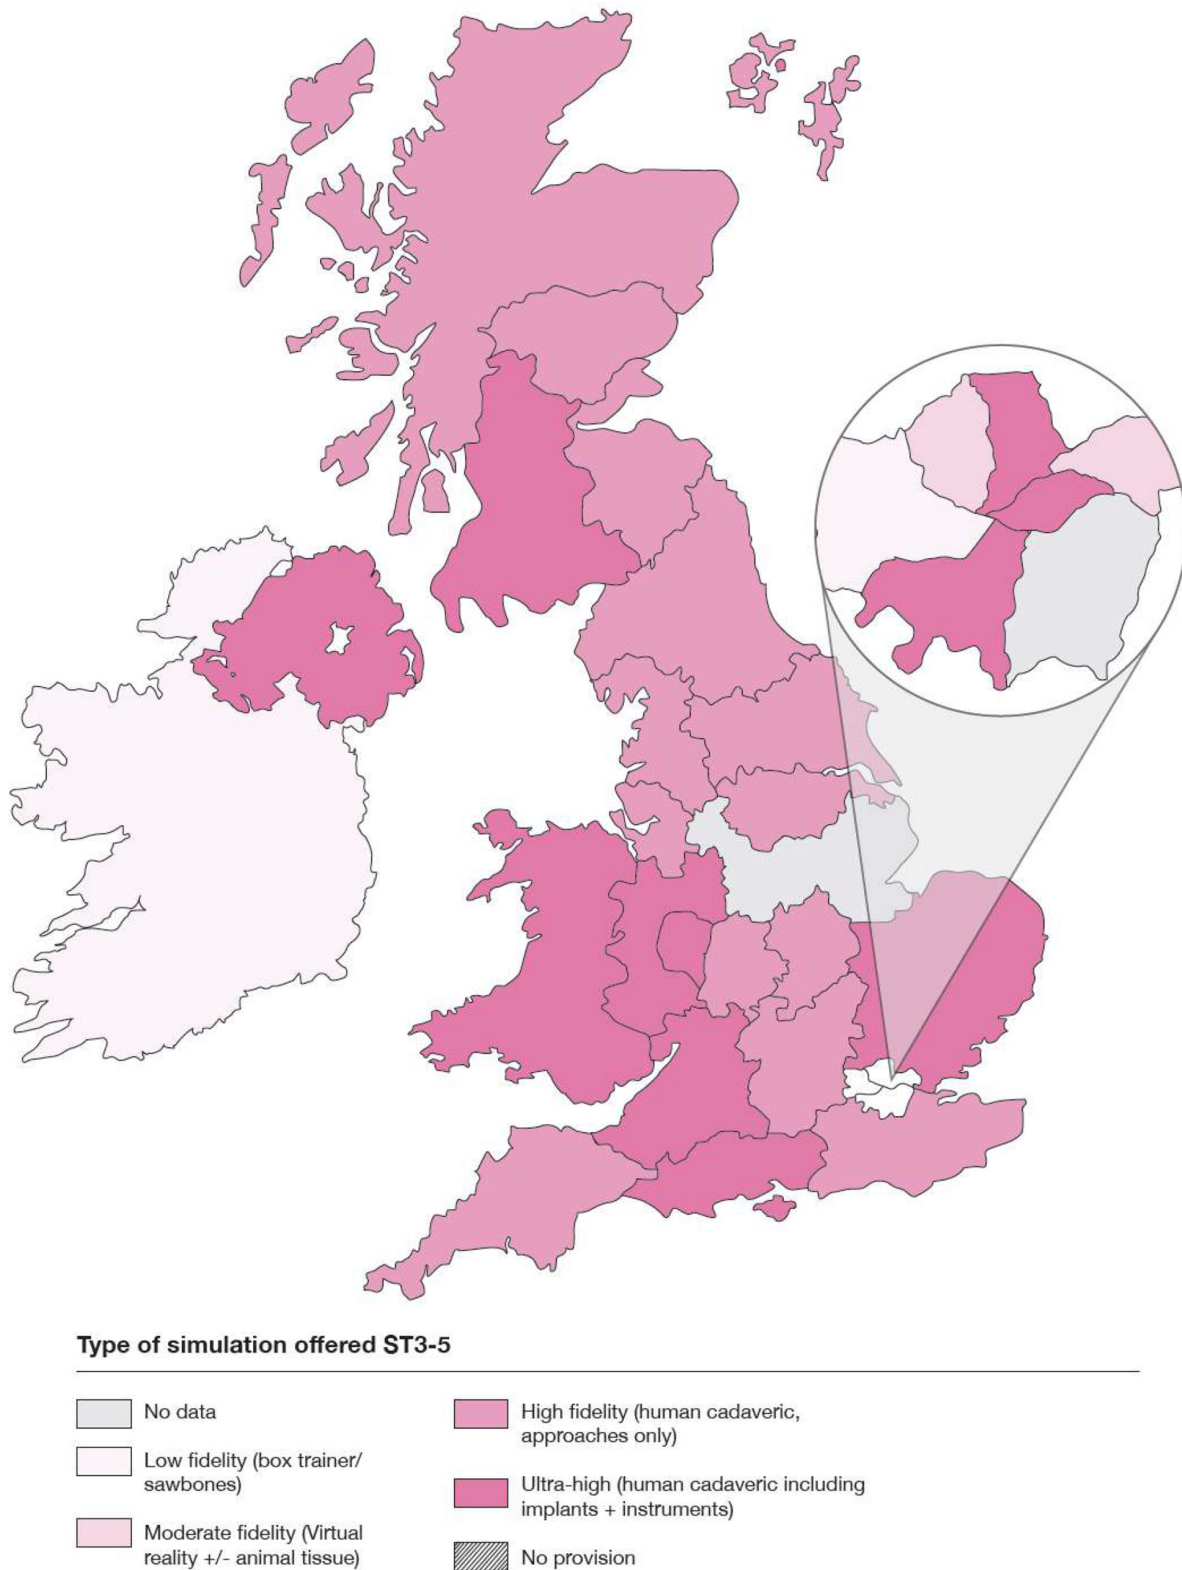 Type of simulation offered ST3-5
No data
Low fidelity (box trainer/
sawbones)
Moderate fidelity (Virtual
reality +/- animal tissue)
High fidelity (human cadaveric,
approaches only)
Ultra-high (human cadaveric including
implants + instruments)
No provision